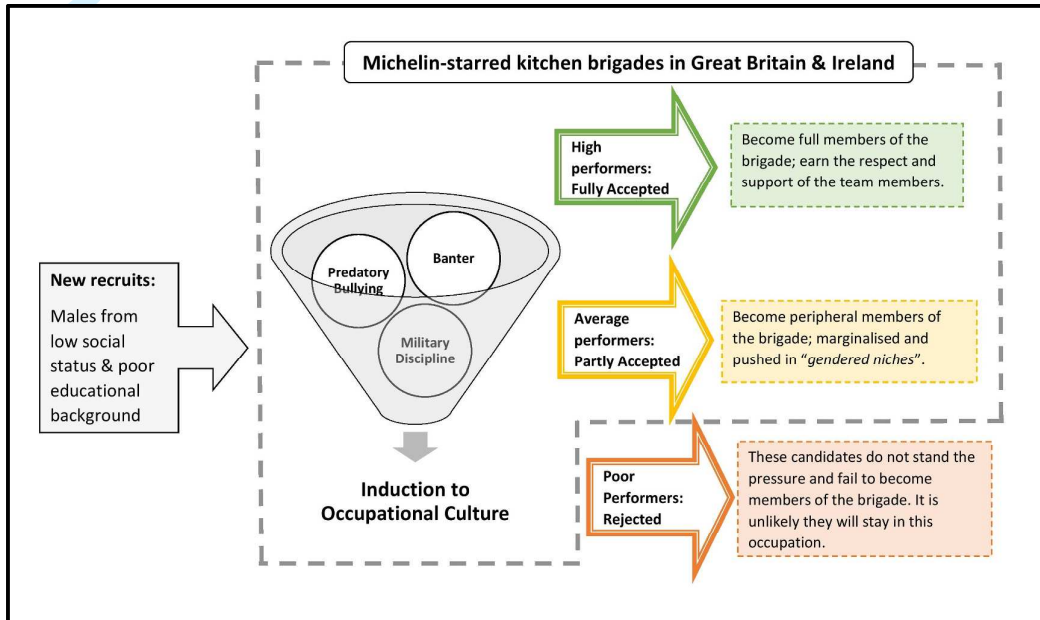 Michelin-starred kitchen brigades in Great Britain & Ireland
New recruits:
Males from
low social
status & poor
educational
background
Predatory
Bullying
Banter
Military
Discipline
Induction to
Occupational Culture
High
performers:
Fully Accepted
Become full members of the
brigade; earn the respect and
support of the team members.
Average
performers:
Partly Accepted
Become peripheral members of
the brigade; marginalised and
pushed in “gendered niches”.
Poor
Performers:
Rejected
These candidates do not stand the
pressure and fail to become
members of the brigade. It is
unlikely they will stay in this
occupation.